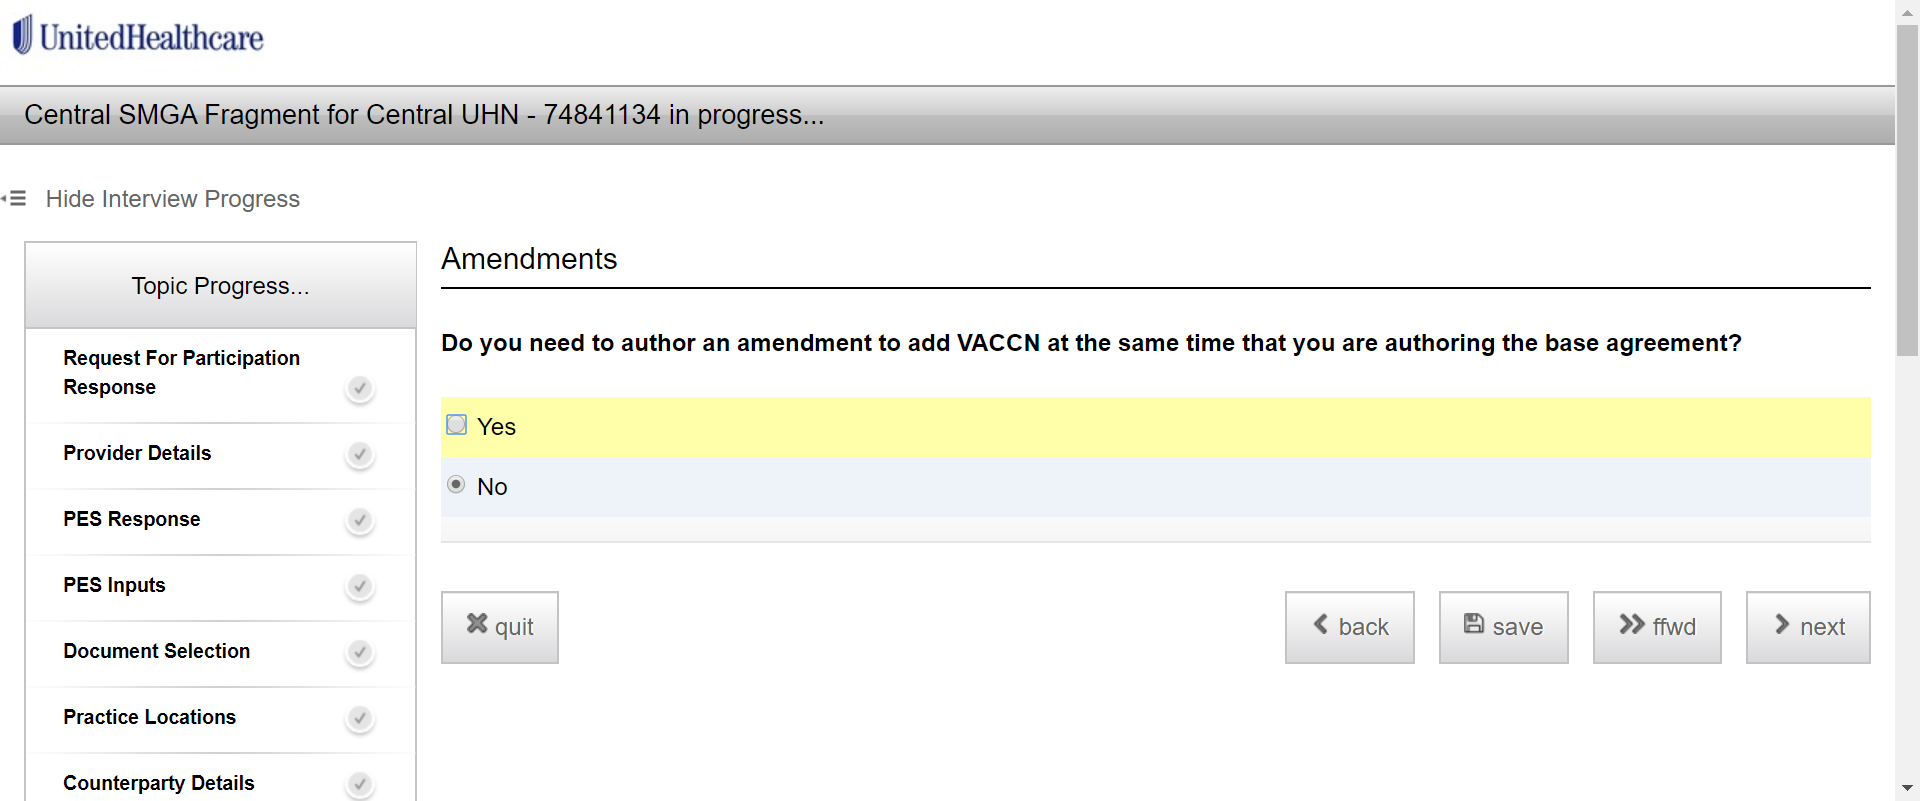 UnitedHealthcare
Central SMGA Fragment for Central UHN - 74841134 in progress...
Hide Interview Progress
Topic Progress...
Request For Participation
Response
Provider Details
PES Response
PES Inputs
Document Selection
Practice Locations
Counterparty Details
Amendments
Do you need to author an amendment to add VACCN at the same time that you are authoring the base agreement?
Yes
No
quit
back
save
ffwd
next